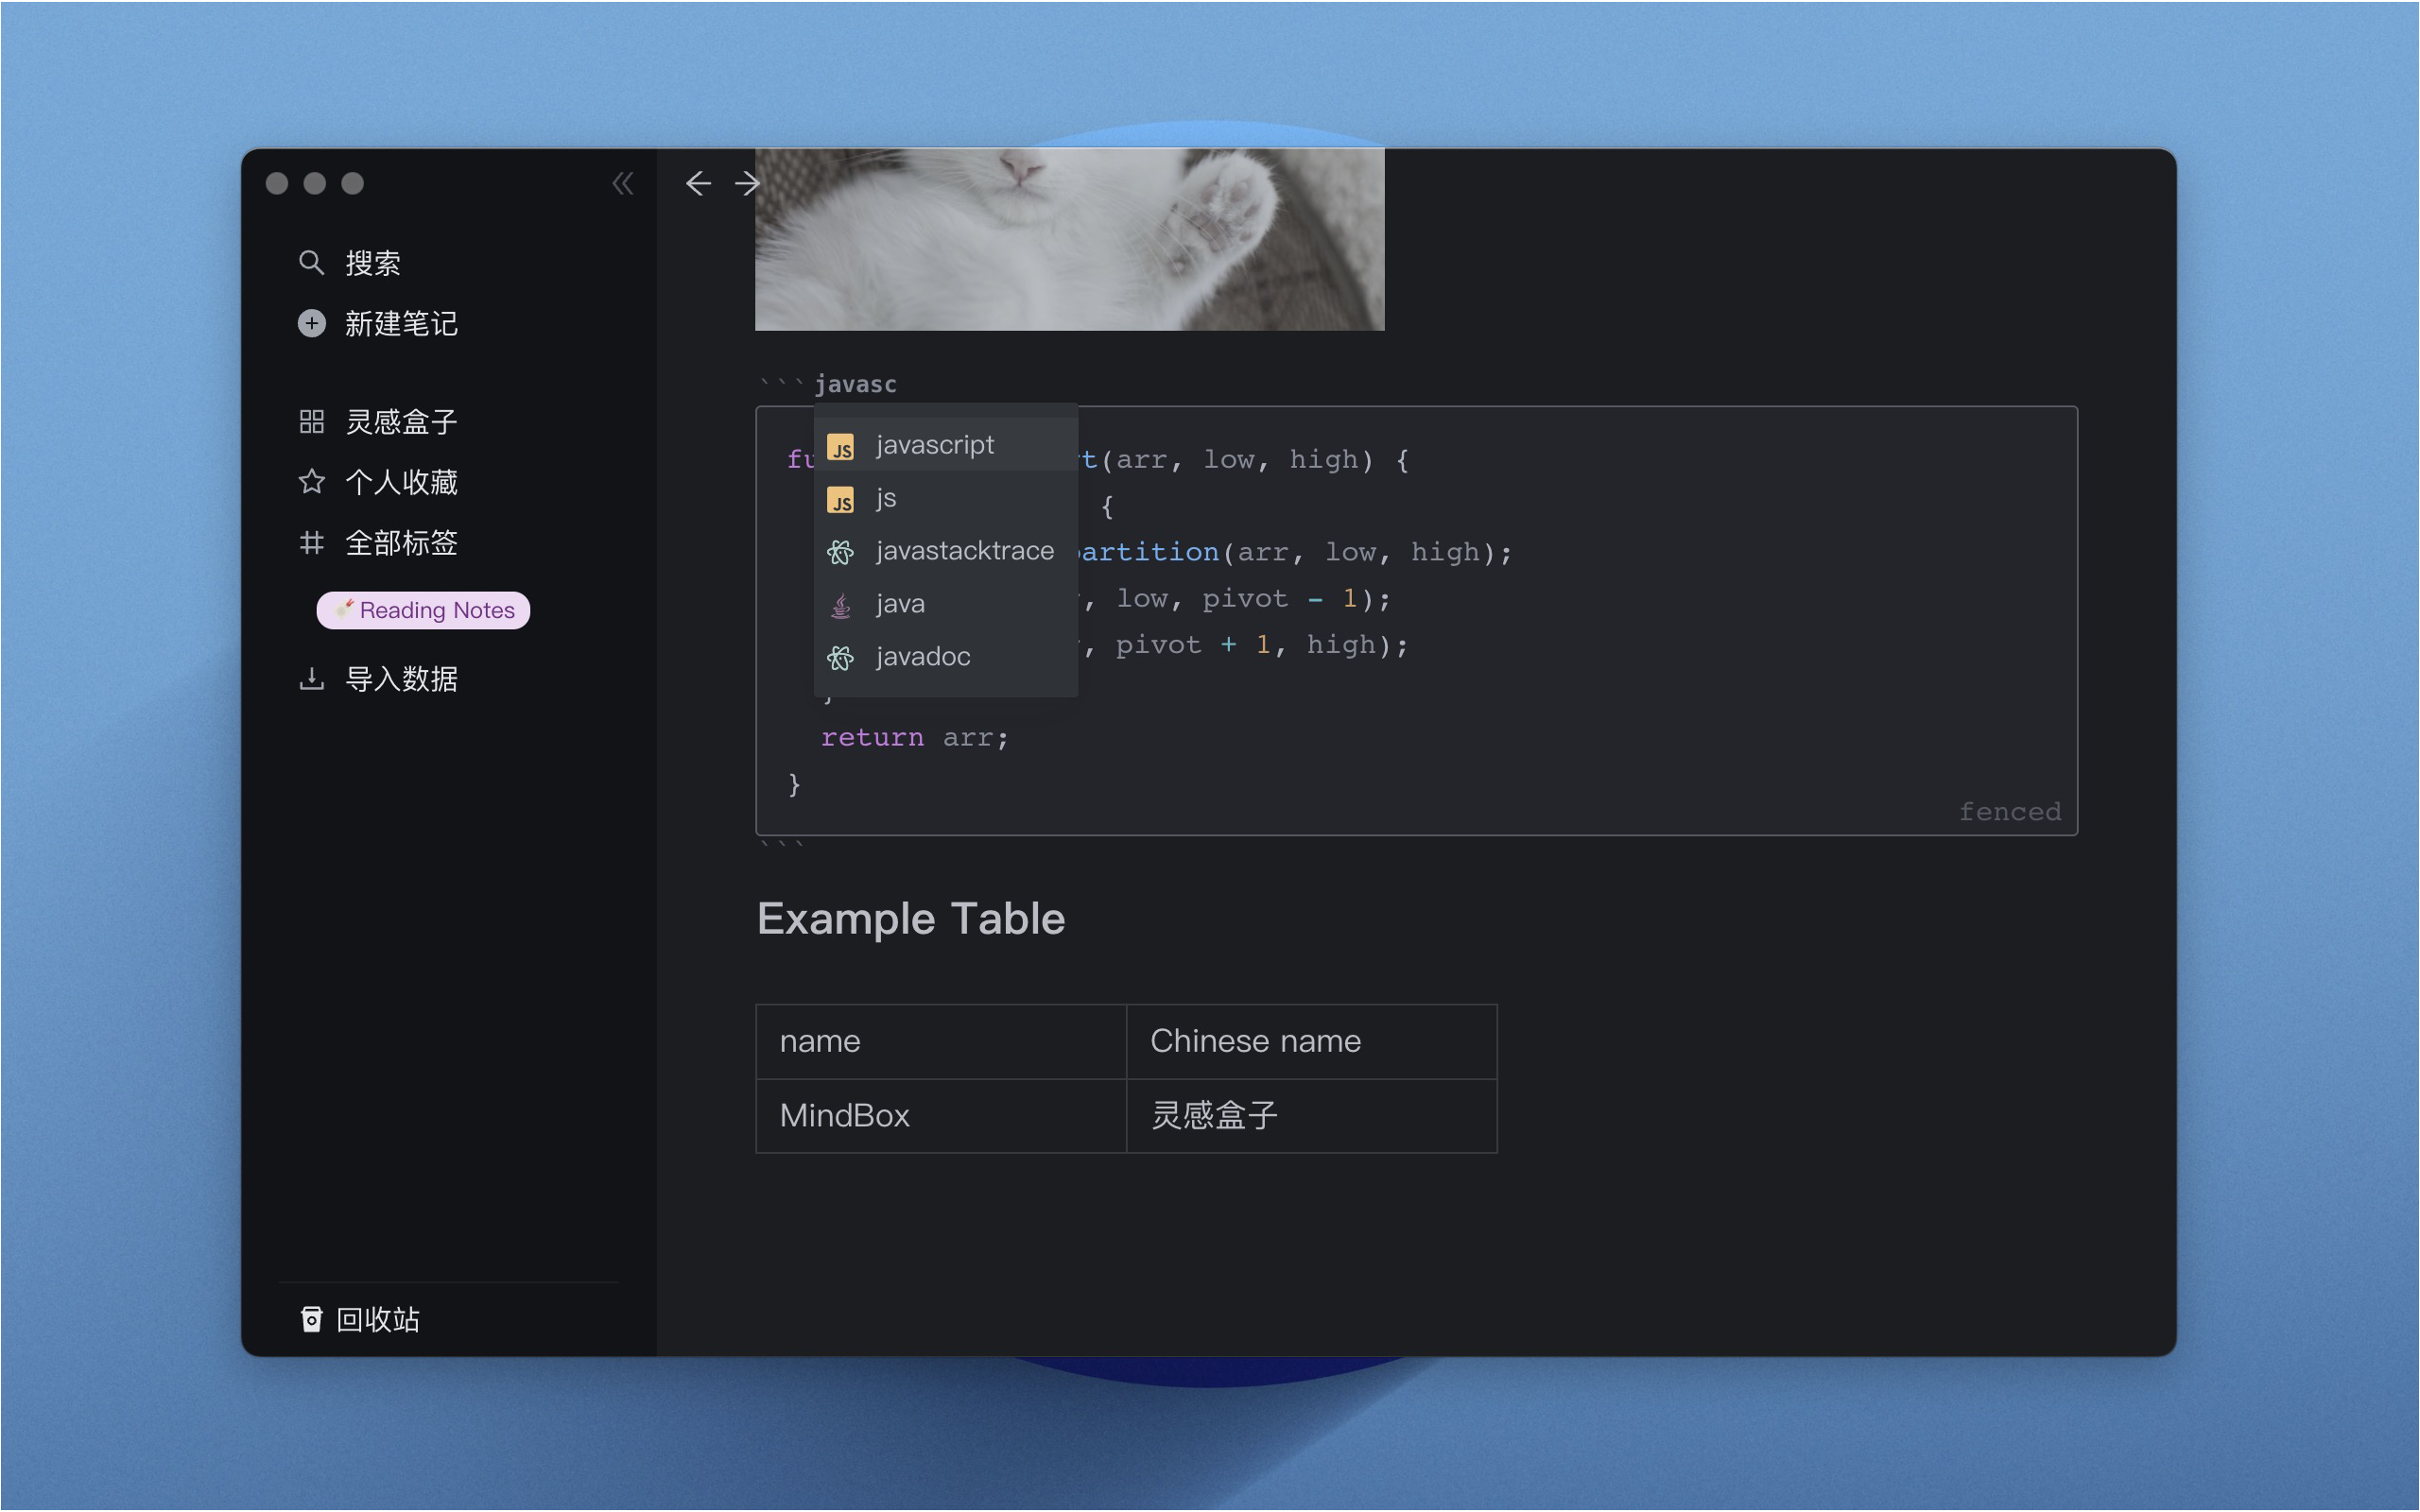 搜索
新建笔记
灵感盒子
个人收藏
全部标签
Reading Notes
导入数据
回收站
```javasc
JS javascript
JS js
javastacktrace
java
javadoc
fu
t(arr, low, high) {
{
artition(arr, low, high);
, low, pivot - 1);
, pivot + 1, high);
}
return arr;
}
fenced
```
Example Table
name Chinese name
MindBox 灵感盒子